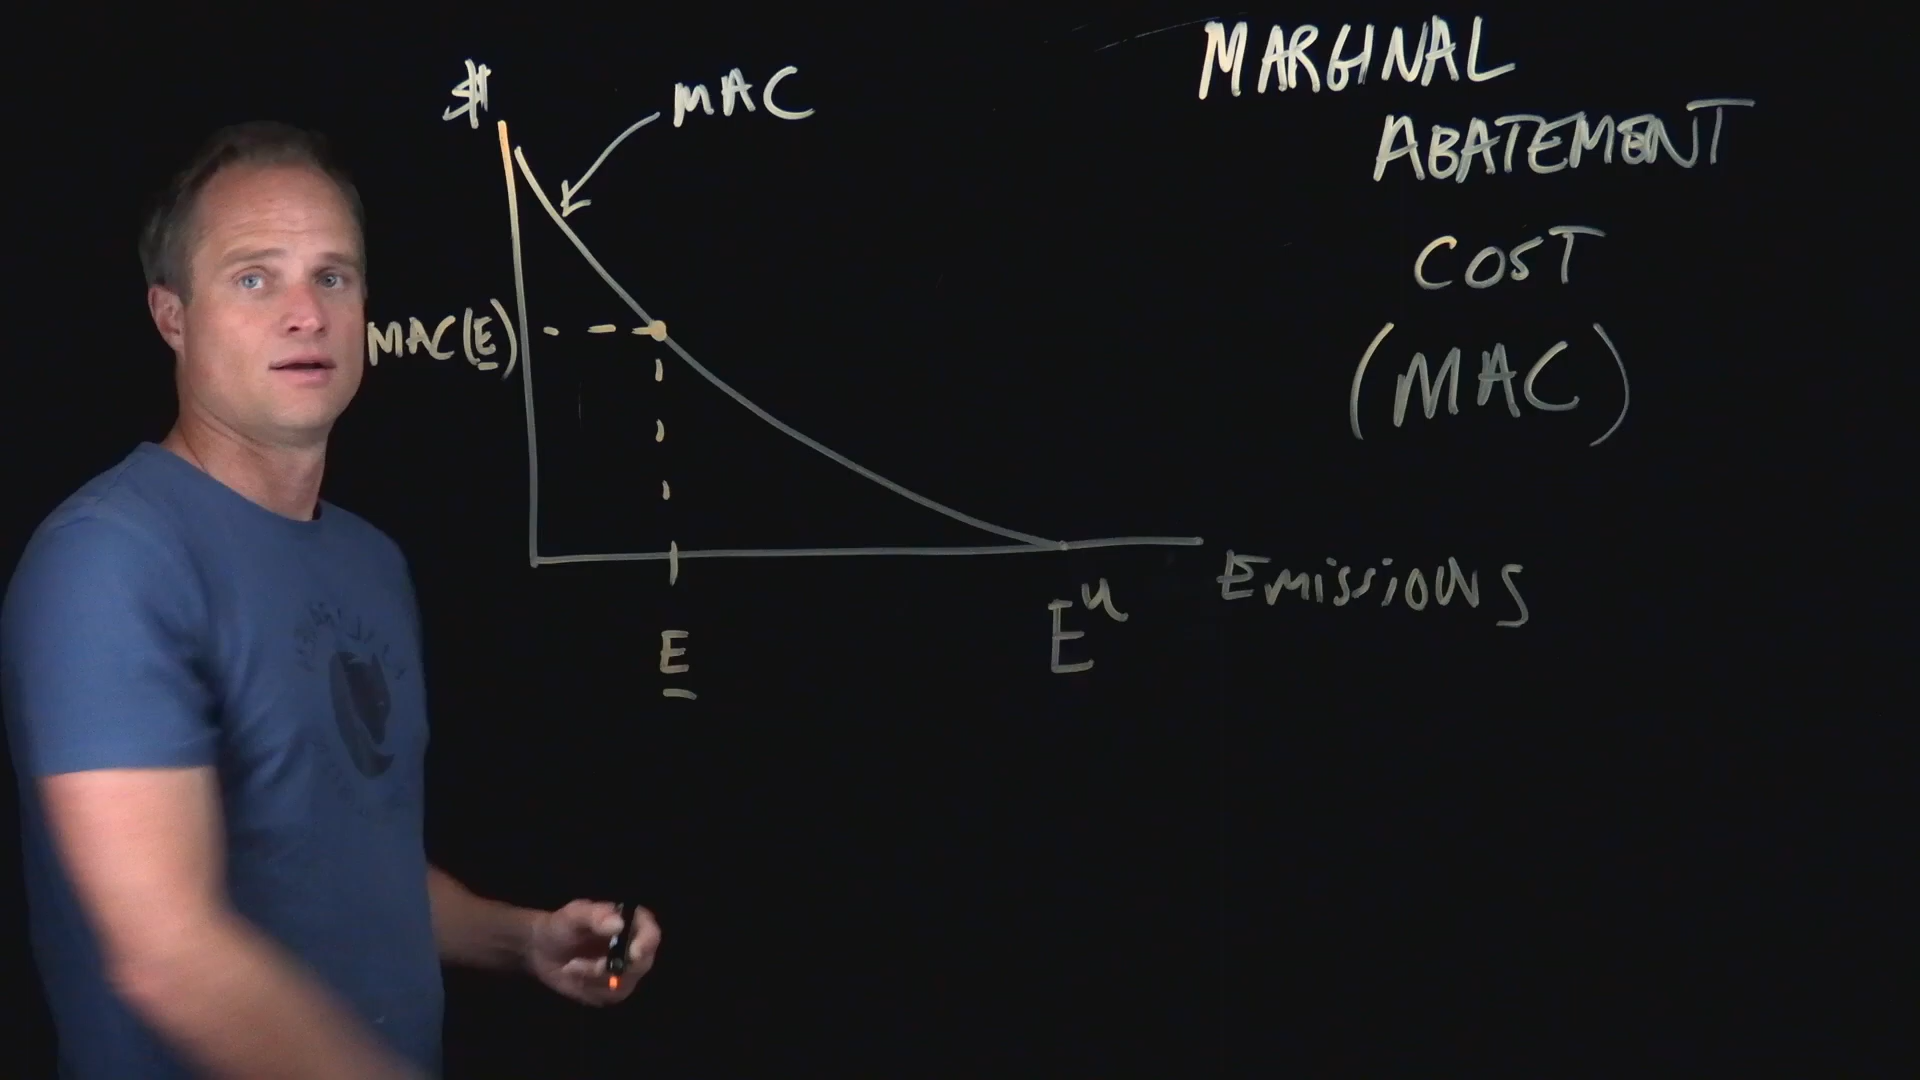 MARGINAL
ABATEMENT
COST
(MAC)
$
MAC
MAC(E)
E
E^u
EMISSIONS